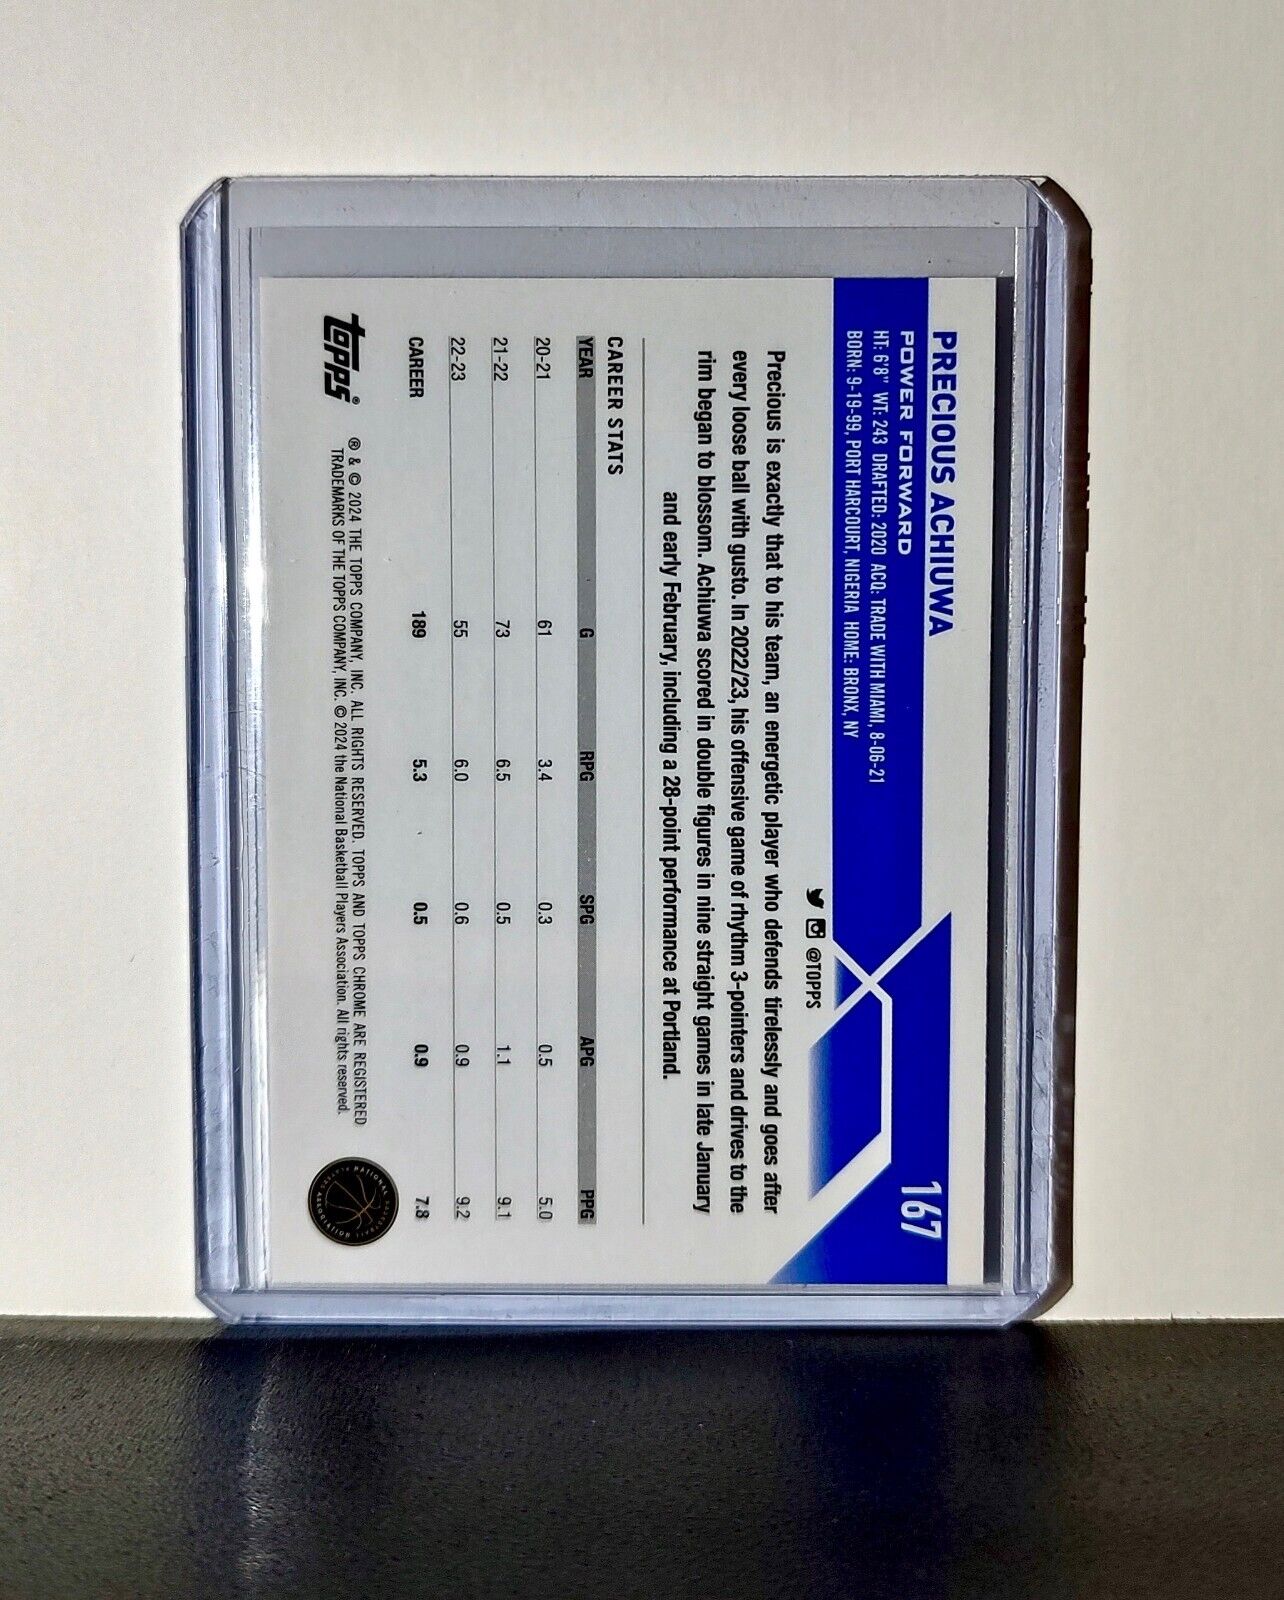 PRECIOUS ACHIUWA
167
POWER FORWARD
HT: 6'8" WT: 243 DRAFTED: 2020 ACQ: TRADE WITH MIAMI, 8-06-21
BORN: 9-19-99, PORT HARCOURT, NIGERIA HOME: BRONX, NY
@TOPPS
Precious is exactly that to his team, an energetic player who defends tirelessly and goes after
every loose ball with gusto. In 2022/23, his offensive game of rhythm 3-pointers and drives to the
rim began to blossom. Achiuwa scored in double figures in nine straight games in late January
and early February, including a 28-point performance at Portland.
CAREER STATS
YEAR G RPG SPG APG PPG
20-21 61 3.4 0.3 0.5 5.0
21-22 73 6.5 0.5 1.1 9.1
22-23 55 6.0 0.6 0.9 9.2
CAREER 189 5.3 0.5 0.9 7.8
topps®
® & © 2024 THE TOPPS COMPANY, INC. ALL RIGHTS RESERVED. TOPPS AND TOPPS CHROME ARE REGISTERED
TRADEMARKS OF THE TOPPS COMPANY, INC. © 2024 the National Basketball Players Association. All rights reserved.
NATIONAL BASKETBALL PLAYERS ASSOCIATION